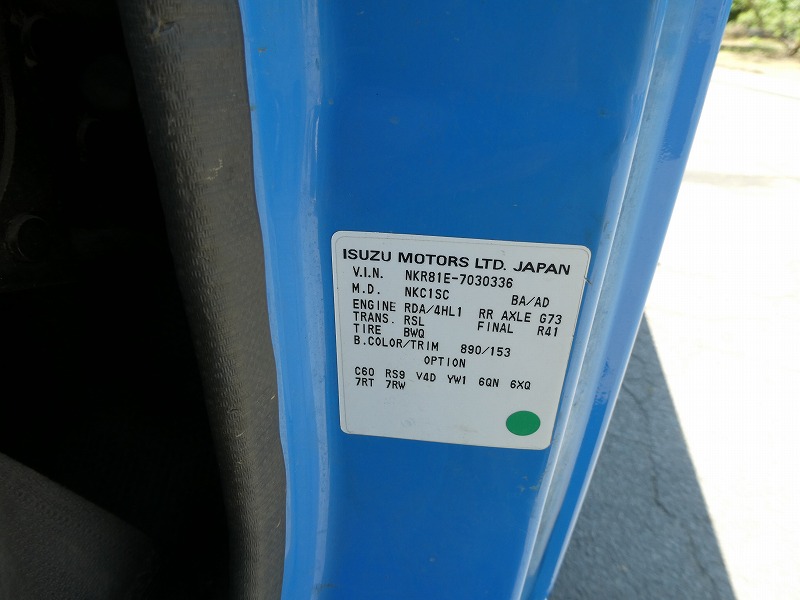 ISUZU MOTORS LTD. JAPAN
V.I.N. NKR81E-7030336
M.D. NKC1SC BA/AD
ENGINE RDA/4HL1 RR AXLE G73
TRANS. RSL FINAL R41
TIRE BWQ
B.COLOR/TRIM 890/153
OPTION
C60 RS9 V4D YW1 6QN 6XQ
7RT 7RW